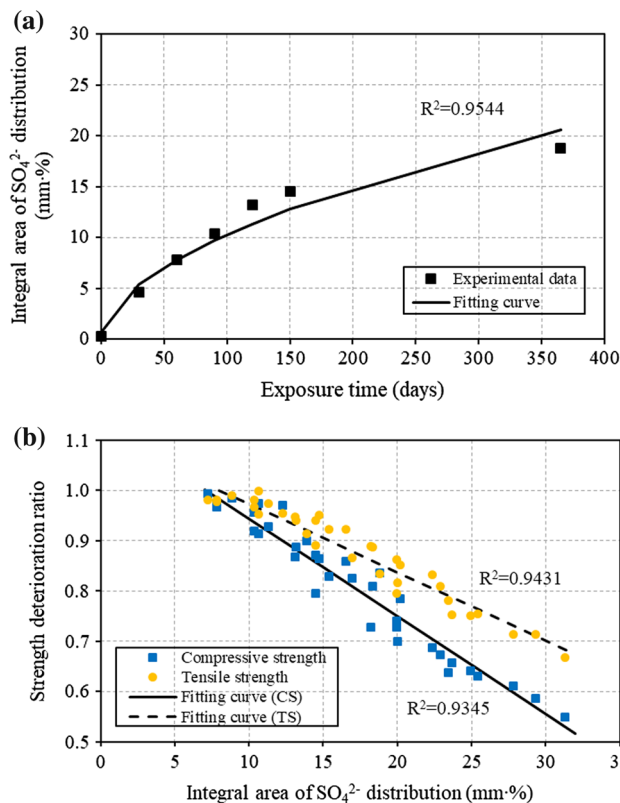 (a)
30
25
20
15
10
5
0
Integral area of SO₄²⁻ distribution
(mm·%)
R²=0.9544
Experimental data
Fitting curve
0 50 100 150 200 250 300 350 400
Exposure time (days)
(b)
1.1
1.0
0.9
0.8
0.7
0.6
0.5
Strength deterioration ratio
R²=0.9431
R²=0.9345
Compressive strength
Tensile strength
Fitting curve (CS)
Fitting curve (TS)
0 5 10 15 20 25 30
Integral area of SO₄²⁻ distribution (mm·%)